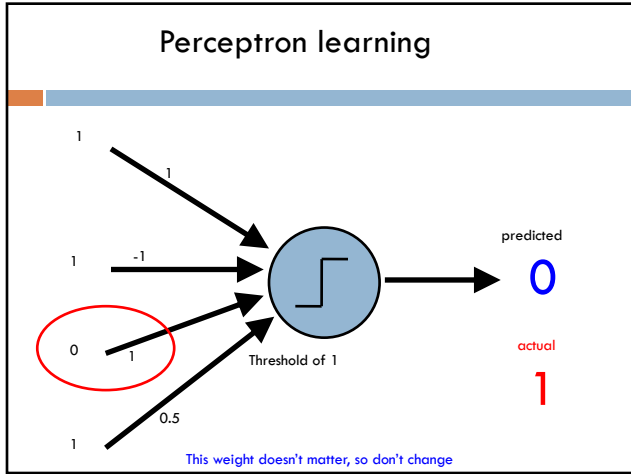 Perceptron learning
1
1
1
-1
predicted
0
0
1
Threshold of 1
actual
1
0.5
1
This weight doesn't matter, so don't change